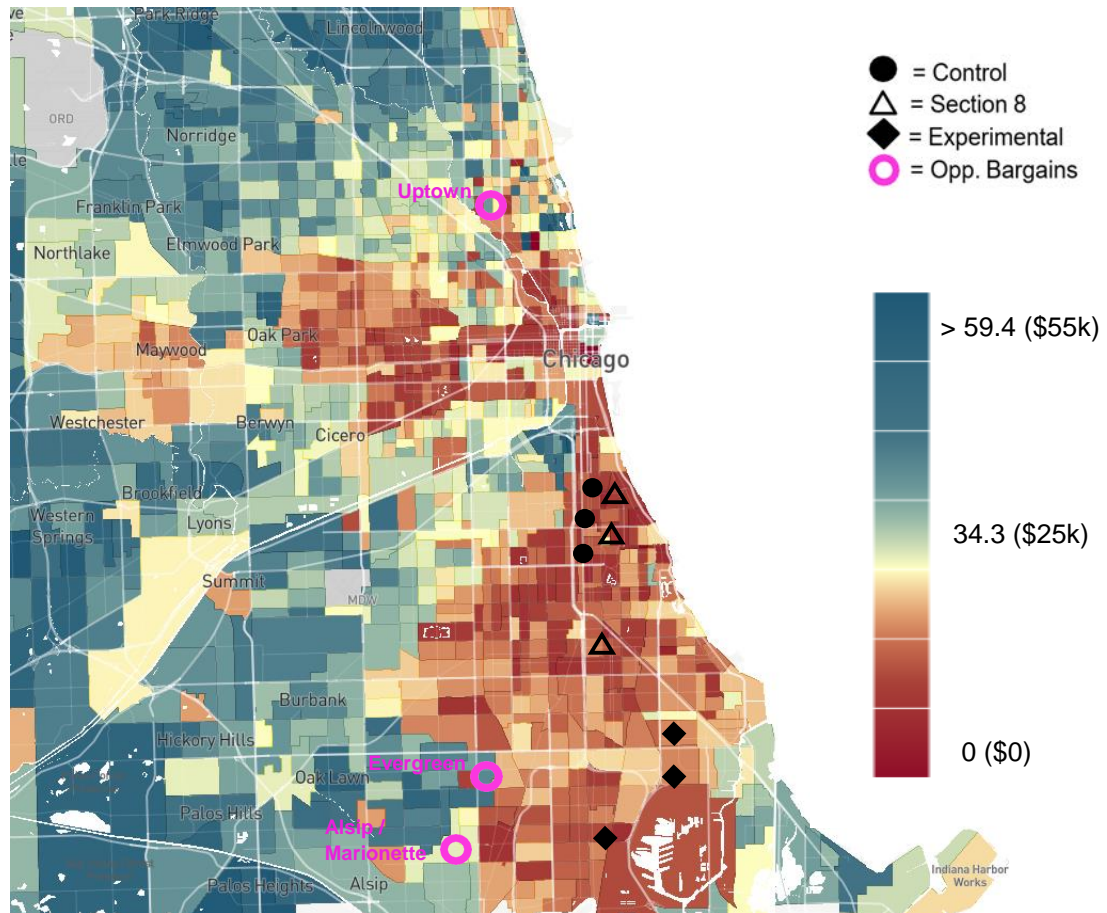 ve
Park Ridge
Lincolnwood
ORD
Norridge
lle
Uptown
Franklin Park
Elmwood Park
Northlake
Oak Park
Maywood
Chicago
Westchester
Berwyn
Cicero
Brookfield
Western
Springs
Lyons
Summit
MDW
Burbank
Hickory Hills
Evergreen
Oak Lawn
Palos Hills
Alsip /
Marionette
Alsip
Palos Heights
Indiana Harbor
Works
= Control
= Section 8
= Experimental
= Opp. Bargains
> 59.4 ($55k)
34.3 ($25k)
0 ($0)